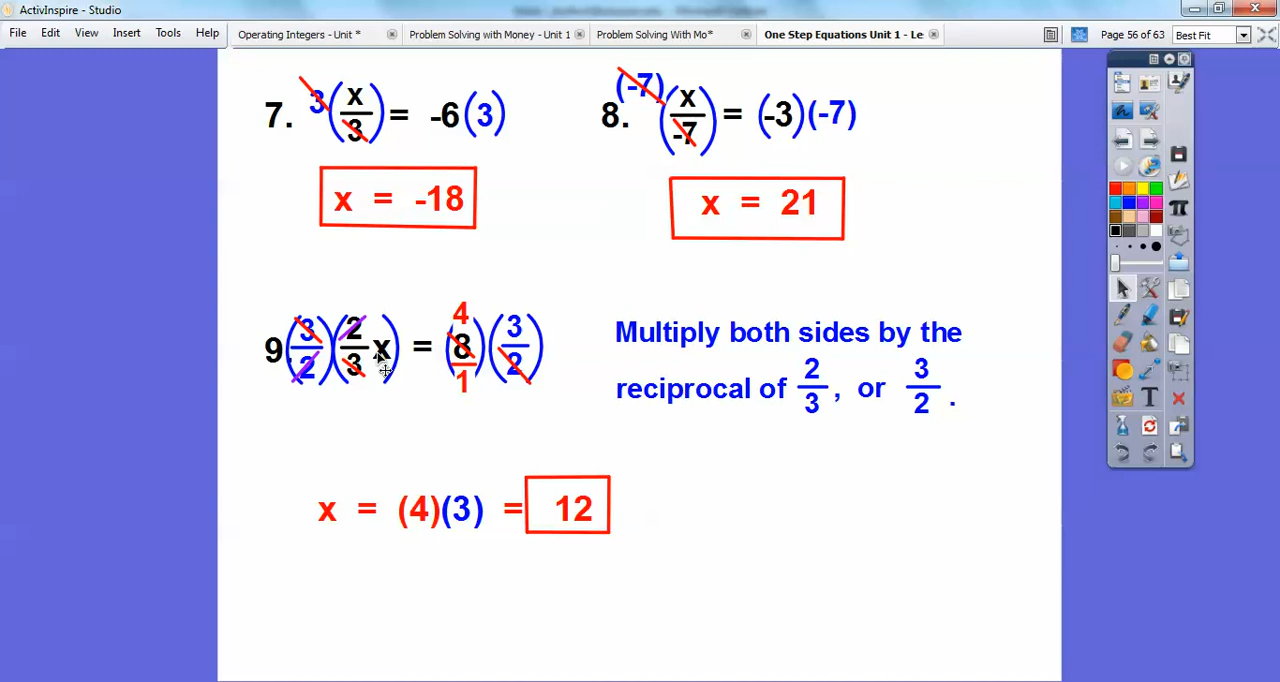 ActivInspire - Studio
File Edit View Insert Tools Help
Operating Integers - Unit *
Problem Solving with Money - Unit 1
Problem Solving With Mo*
One Step Equations Unit 1 - Le
Page 56 of 63
Best Fit
7. 3(x/3) = -6(3)
x = -18
8. (-7)(x/-7) = (-3)(-7)
x = 21
9. (3/2)(2/3 x) = (8/1)(3/2)
4
Multiply both sides by the
reciprocal of 2/3, or 3/2.
x = (4)(3) = 12